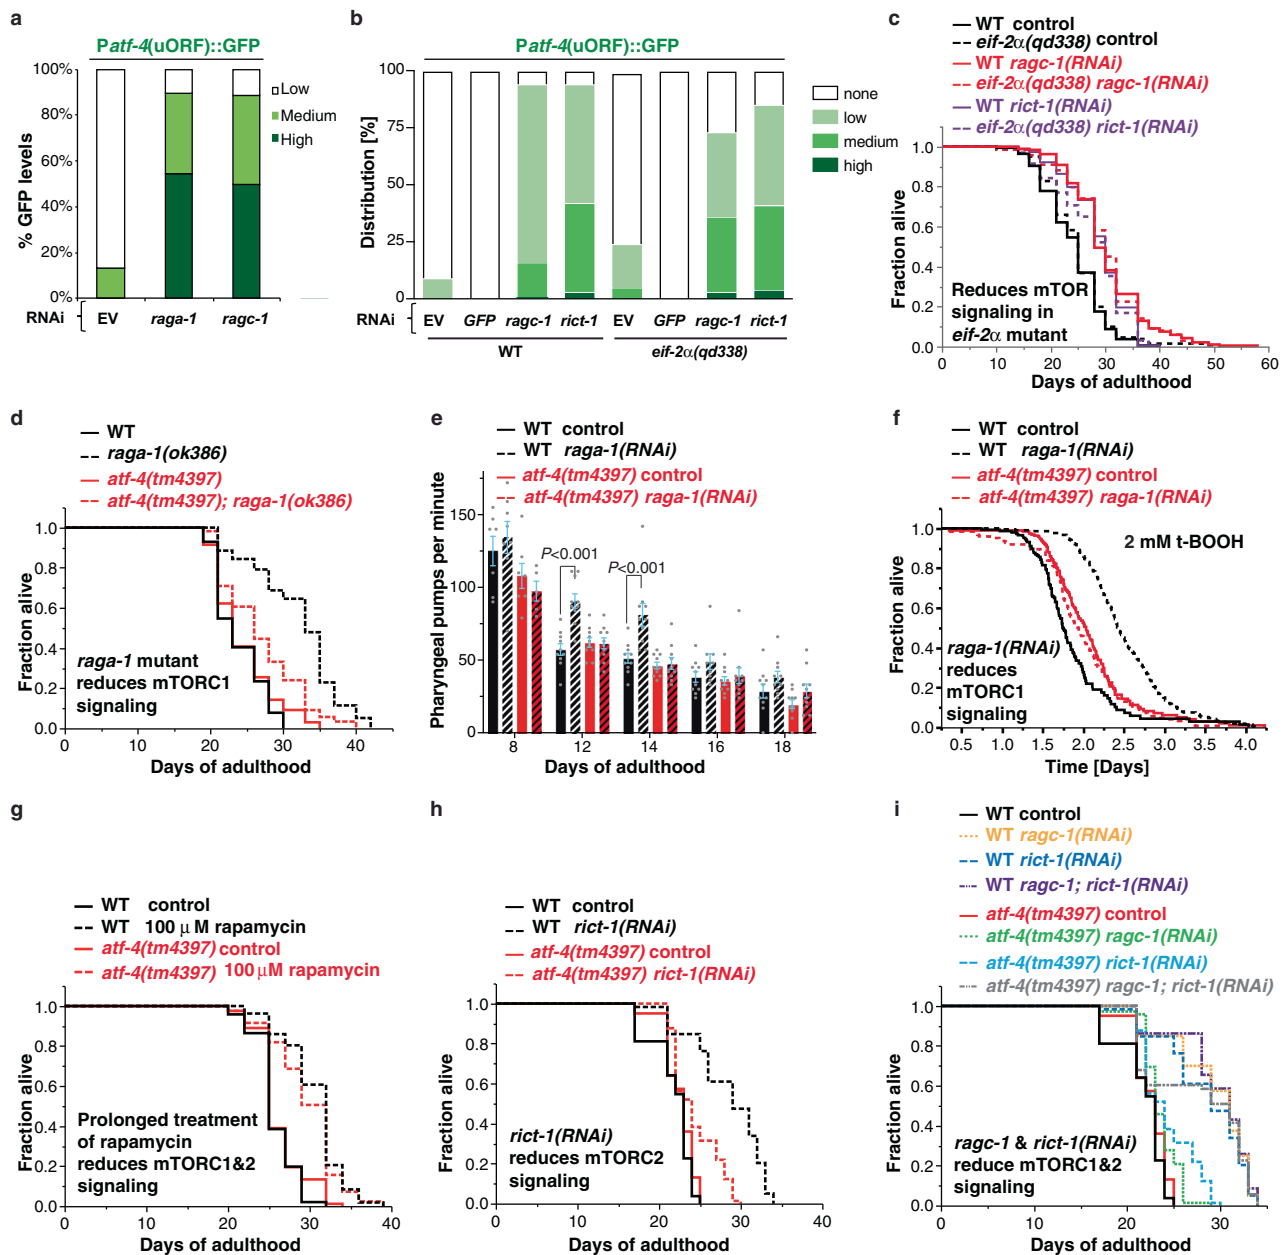 a
Patf-4(uORF)::GFP
100%
80%
60%
40%
20%
0%
% GFP levels
Low
Medium
High
RNAi
EV
raga-1
ragc-1
b
Patf-4(uORF)::GFP
100
75
50
25
0
Distribution [%]
none
low
medium
high
RNAi
EV GFP ragc-1 rict-1 EV GFP ragc-1 rict-1
WT
eif-2α(qd338)
c
WT control
eif-2α(qd338) control
WT ragc-1(RNAi)
eif-2α(qd338) ragc-1(RNAi)
WT rict-1(RNAi)
eif-2α(qd338) rict-1(RNAi)
1.0
0.8
0.6
0.4
0.2
0.0
Fraction alive
Reduces mTOR
signaling in
eif-2α mutant
0 10 20 30 40 50 60
Days of adulthood
d
WT
raga-1(ok386)
atf-4(tm4397)
atf-4(tm4397); raga-1(ok386)
1.0
0.8
0.6
0.4
0.2
0.0
Fraction alive
raga-1 mutant
reduces mTORC1
signaling
0 10 20 30 40
Days of adulthood
e
WT control
WT raga-1(RNAi)
atf-4(tm4397) control
atf-4(tm4397) raga-1(RNAi)
150
100
50
0
Pharyngeal pumps per minute
P<0.001
P<0.001
8 12 14 16 18
Days of adulthood
f
WT control
WT raga-1(RNAi)
atf-4(tm4397) control
atf-4(tm4397) raga-1(RNAi)
1.0
0.8
0.6
0.4
0.2
0.0
Fraction alive
2 mM t-BOOH
raga-1(RNAi)
reduces
mTORC1
signaling
0.5 1.0 1.5 2.0 2.5 3.0 3.5 4.0
Time [Days]
g
WT control
WT 100 μM rapamycin
atf-4(tm4397) control
atf-4(tm4397) 100 μM rapamycin
1.0
0.8
0.6
0.4
0.2
0.0
Fraction alive
Prolonged treatment
of rapamycin
reduces mTORC1&2
signaling
0 10 20 30 40
Days of adulthood
h
WT control
WT rict-1(RNAi)
atf-4(tm4397) control
atf-4(tm4397) rict-1(RNAi)
1.0
0.8
0.6
0.4
0.2
0.0
Fraction alive
rict-1(RNAi)
reduces mTORC2
signaling
0 10 20 30 40
Days of adulthood
i
WT control
WT ragc-1(RNAi)
WT rict-1(RNAi)
WT ragc-1; rict-1(RNAi)
atf-4(tm4397) control
atf-4(tm4397) ragc-1(RNAi)
atf-4(tm4397) rict-1(RNAi)
atf-4(tm4397) ragc-1; rict-1(RNAi)
1.0
0.8
0.6
0.4
0.2
0.0
Fraction alive
ragc-1 & rict-1(RNAi)
reduce mTORC1&2
signaling
0 10 20 30
Days of adulthood